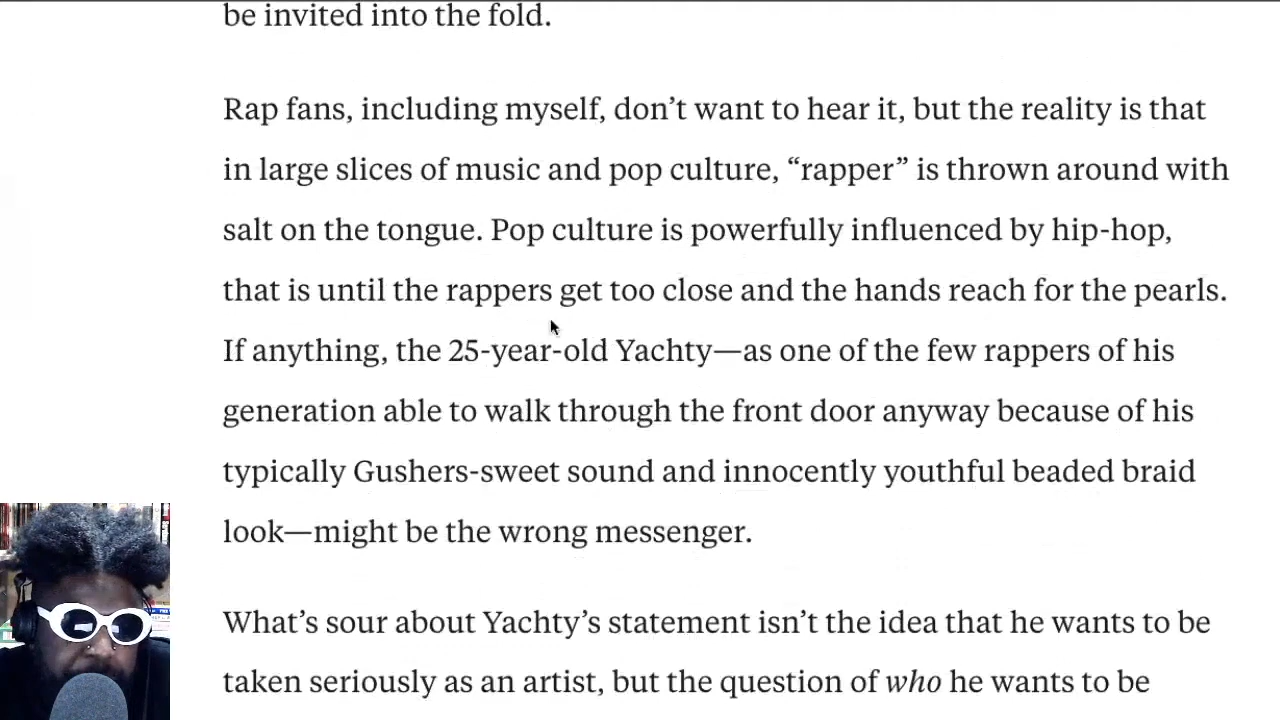 be invited into the fold.
Rap fans, including myself, don’t want to hear it, but the reality is that
in large slices of music and pop culture, “rapper” is thrown around with
salt on the tongue. Pop culture is powerfully influenced by hip-hop,
that is until the rappers get too close and the hands reach for the pearls.
If anything, the 25-year-old Yachty—as one of the few rappers of his
generation able to walk through the front door anyway because of his
typically Gushers-sweet sound and innocently youthful beaded braid
look—might be the wrong messenger.
What’s sour about Yachty’s statement isn’t the idea that he wants to be
taken seriously as an artist, but the question of who he wants to be